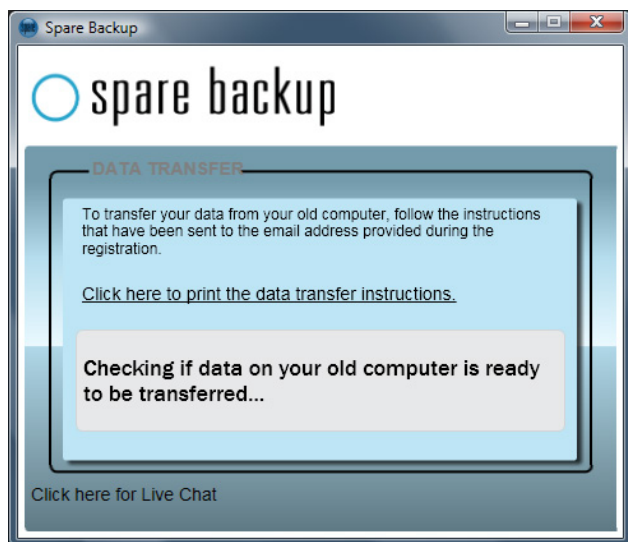 Spare Backup
spare backup
DATA TRANSFER
To transfer your data from your old computer, follow the instructions
that have been sent to the email address provided during the
registration.
Click here to print the data transfer instructions.
Checking if data on your old computer is ready
to be transferred...
Click here for Live Chat